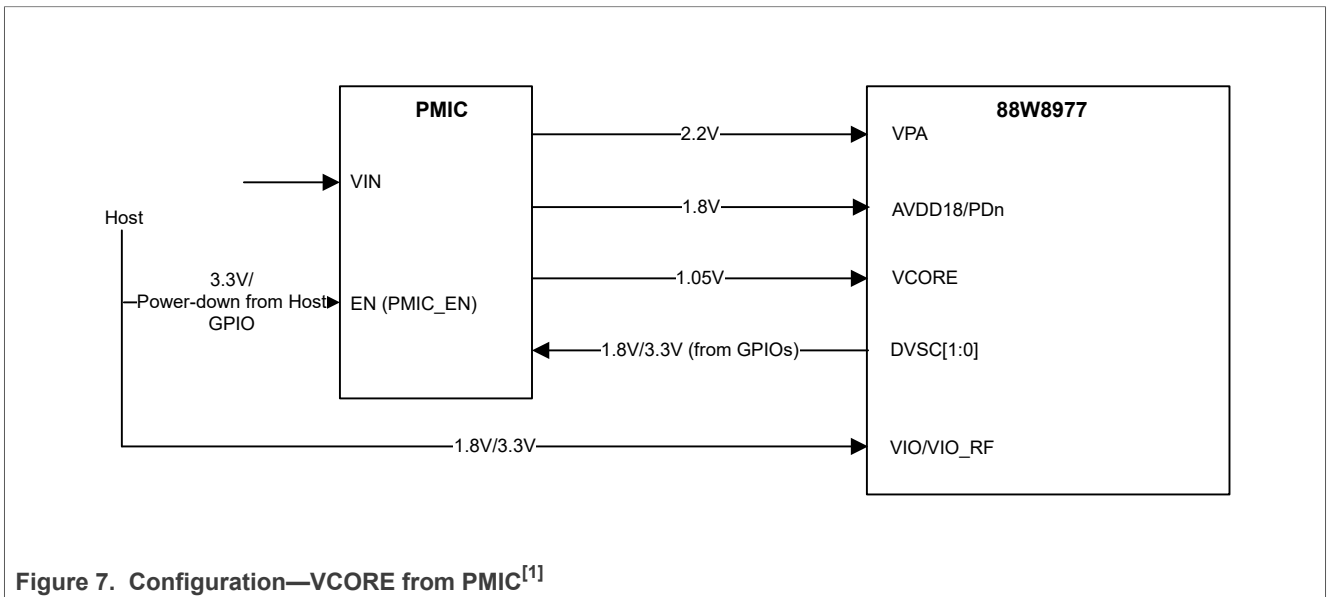 PMIC
88W8977
2.2V
VPA
VIN
1.8V
AVDD18/PDn
Host
3.3V/
Power-down from Host
GPIO
EN (PMIC_EN)
1.05V
VCORE
1.8V/3.3V (from GPIOs)
DVSC[1:0]
1.8V/3.3V
VIO/VIO_RF
Figure 7. Configuration—VCORE from PMIC[1]